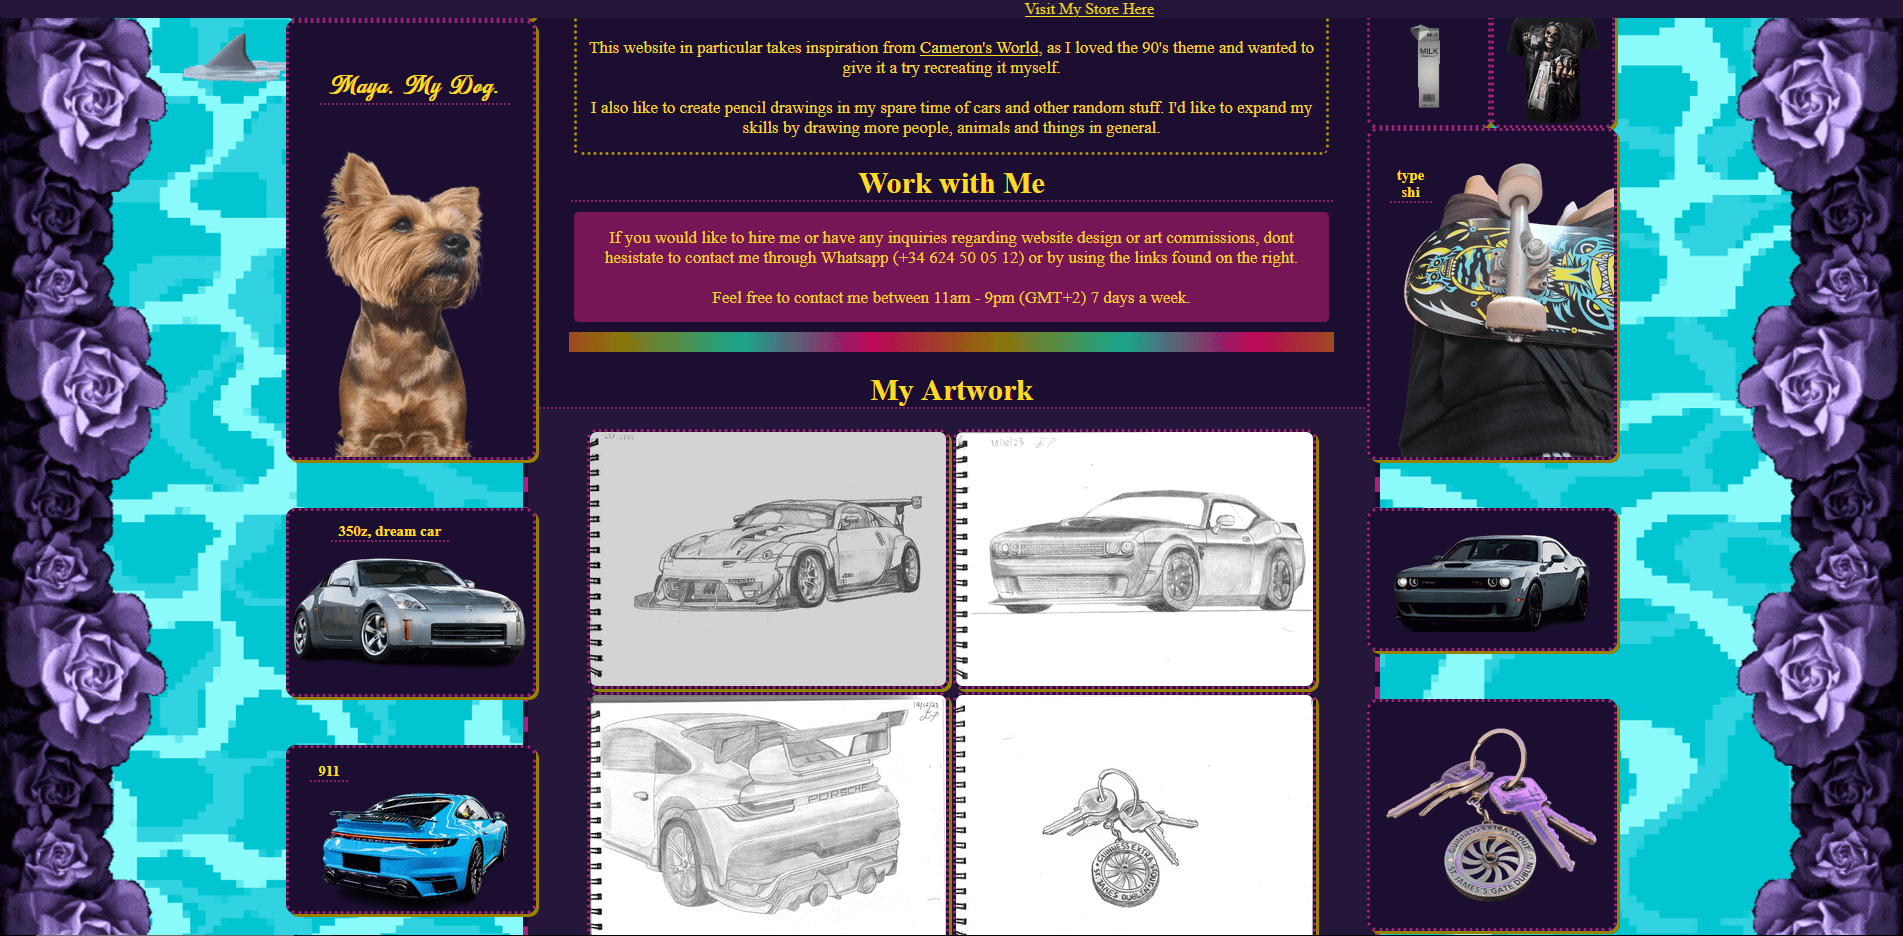 Visit My Store Here
This website in particular takes inspiration from Cameron's World, as I loved the 90's theme and wanted to
give it a try recreating it myself.
I also like to create pencil drawings in my spare time of cars and other random stuff. I'd like to expand my
skills by drawing more people, animals and things in general.
Work with Me
If you would like to hire me or have any inquiries regarding website design or art commissions, dont
hesistate to contact me through Whatsapp (+34 624 50 05 12) or by using the links found on the right.
Feel free to contact me between 11am - 9pm (GMT+2) 7 days a week.
My Artwork
Maya. My Dog.
350z, dream car
911
MILK
type
shi
PORSCHE
GUINNESS EXTRA STOUT
ST JAMES'S GATE DUBLIN